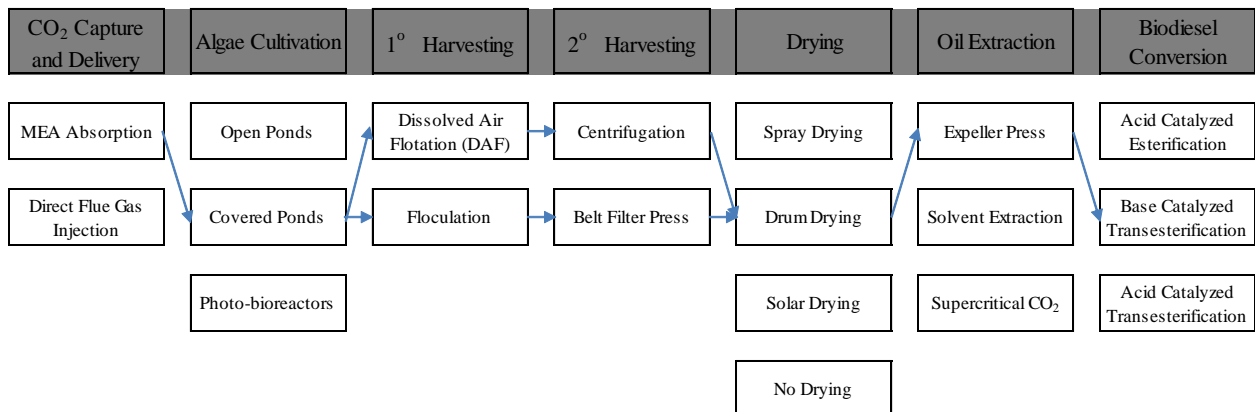 CO₂ Capture
and Delivery
Algae Cultivation
1° Harvesting
2° Harvesting
Drying
Oil Extraction
Biodiesel
Conversion
MEA Absorption
Open Ponds
Dissolved Air
Flotation (DAF)
Centrifugation
Spray Drying
Expeller Press
Acid Catalyzed
Esterification
Direct Flue Gas
Injection
Covered Ponds
Floculation
Belt Filter Press
Drum Drying
Solvent Extraction
Base Catalyzed
Transesterification
Photo-bioreactors
Solar Drying
Supercritical CO₂
Acid Catalyzed
Transesterification
No Drying